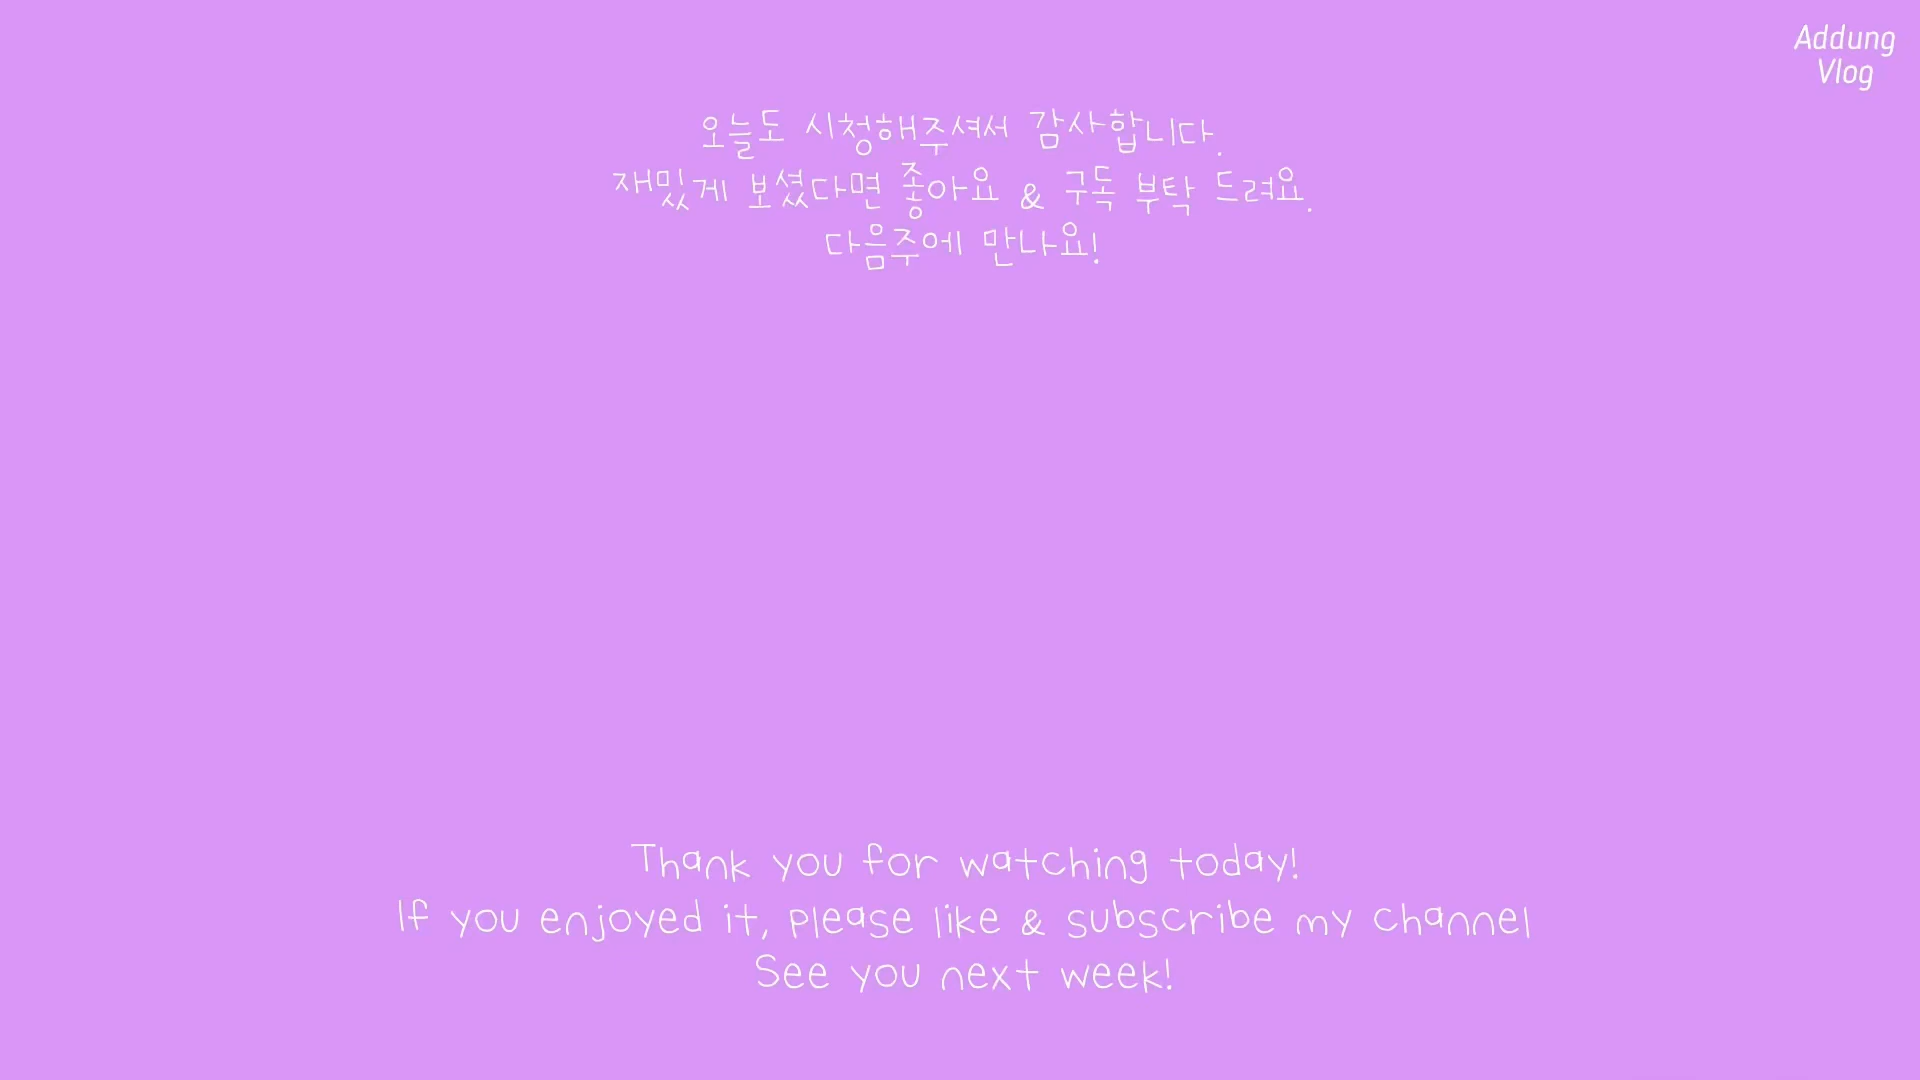 Addung
Vlog
오늘도 시청해주셔서 감사합니다.
재밌게 보셨다면 좋아요 & 구독 부탁 드려요.
다음주에 만나요!
Thank you for watching today!
If you enjoyed it, please like & subscribe my channel
See you next week!